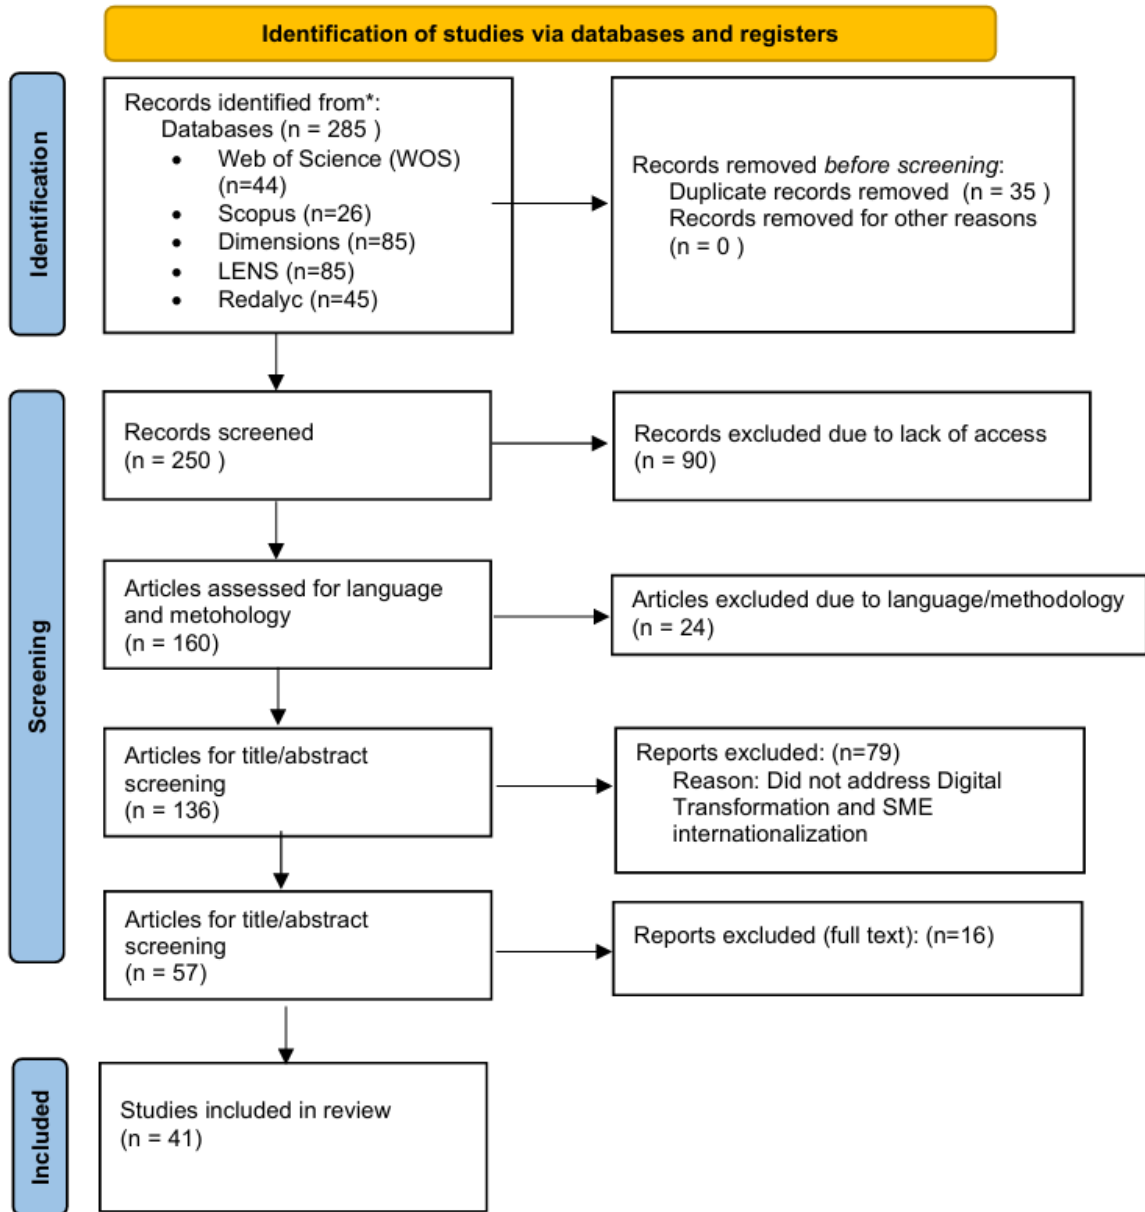 Identification of studies via databases and registers
Identification
Records identified from*:
Databases (n = 285 )
• Web of Science (WOS)
(n=44)
• Scopus (n=26)
• Dimensions (n=85)
• LENS (n=85)
• Redalyc (n=45)
Records removed before screening:
Duplicate records removed (n = 35 )
Records removed for other reasons
(n = 0 )
Screening
Records screened
(n = 250 )
Records excluded due to lack of access
(n = 90)
Articles assessed for language
and metohology
(n = 160)
Articles excluded due to language/methodology
(n = 24)
Articles for title/abstract
screening
(n = 136)
Reports excluded: (n=79)
Reason: Did not address Digital
Transformation and SME
internationalization
Articles for title/abstract
screening
(n = 57)
Reports excluded (full text): (n=16)
Included
Studies included in review
(n = 41)